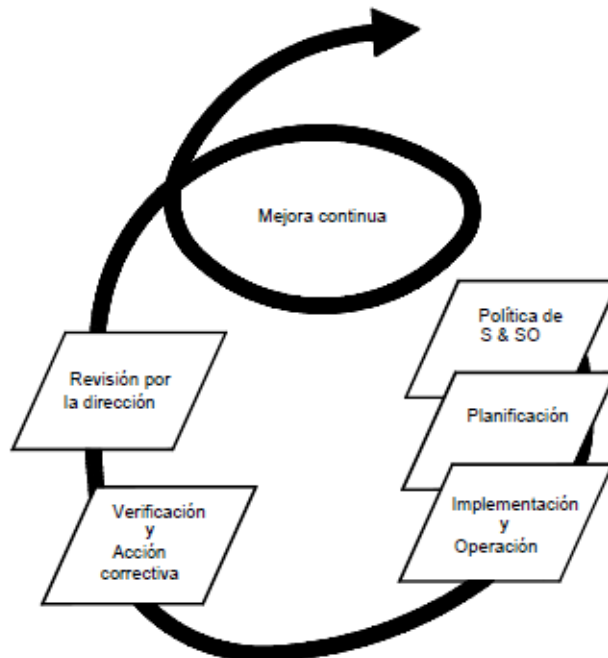 Mejora continua
Política de
S & SO
Planificación
Implementación
y
Operación
Verificación
y
Acción
correctiva
Revisión por
la dirección